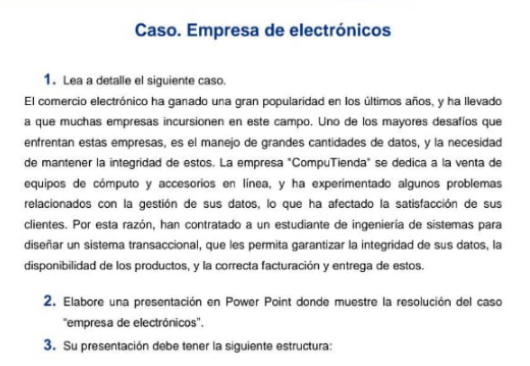 Caso. Empresa de electrónicos
1. Lea a detalle el siguiente caso.
El comercio electrónico ha ganado una gran popularidad en los últimos años, y ha llevado
a que muchas empresas incursionen en este campo. Uno de los mayores desafíos que
enfrentan estas empresas, es el manejo de grandes cantidades de datos, y la necesidad
de mantener la integridad de estos. La empresa "CompuTienda" se dedica a la venta de
equipos de cómputo y accesorios en línea, y ha experimentado algunos problemas
relacionados con la gestión de sus datos, lo que ha afectado la satisfacción de sus
clientes. Por esta razón, han contratado a un estudiante de ingeniería de sistemas para
diseñar un sistema transaccional, que les permita garantizar la integridad de sus datos, la
disponibilidad de los productos, y la correcta facturación y entrega de estos.
2. Elabore una presentación en Power Point donde muestre la resolución del caso
"empresa de electrónicos".
3. Su presentación debe tener la siguiente estructura: